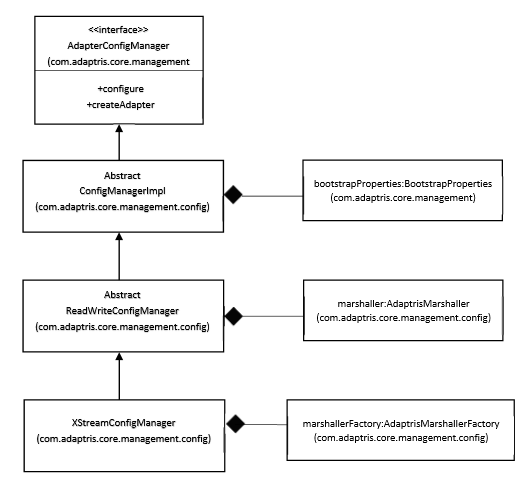 <<interface>>
AdapterConfigManager
(com.adaptris.core.management
+configure
+createAdapter
Abstract
ConfigManagerImpl
(com.adaptris.core.management.config)
bootstrapProperties:BootstrapProperties
(com.adaptris.core.management)
Abstract
ReadWriteConfigManager
(com.adaptris.core.management.config)
marshaller:AdaptrisMarshaller
(com.adaptris.core.management.config)
XStreamConfigManager
(com.adaptris.core.management.config)
marshallerFactory:AdaptrisMarshallerFactory
(com.adaptris.core.management.config)